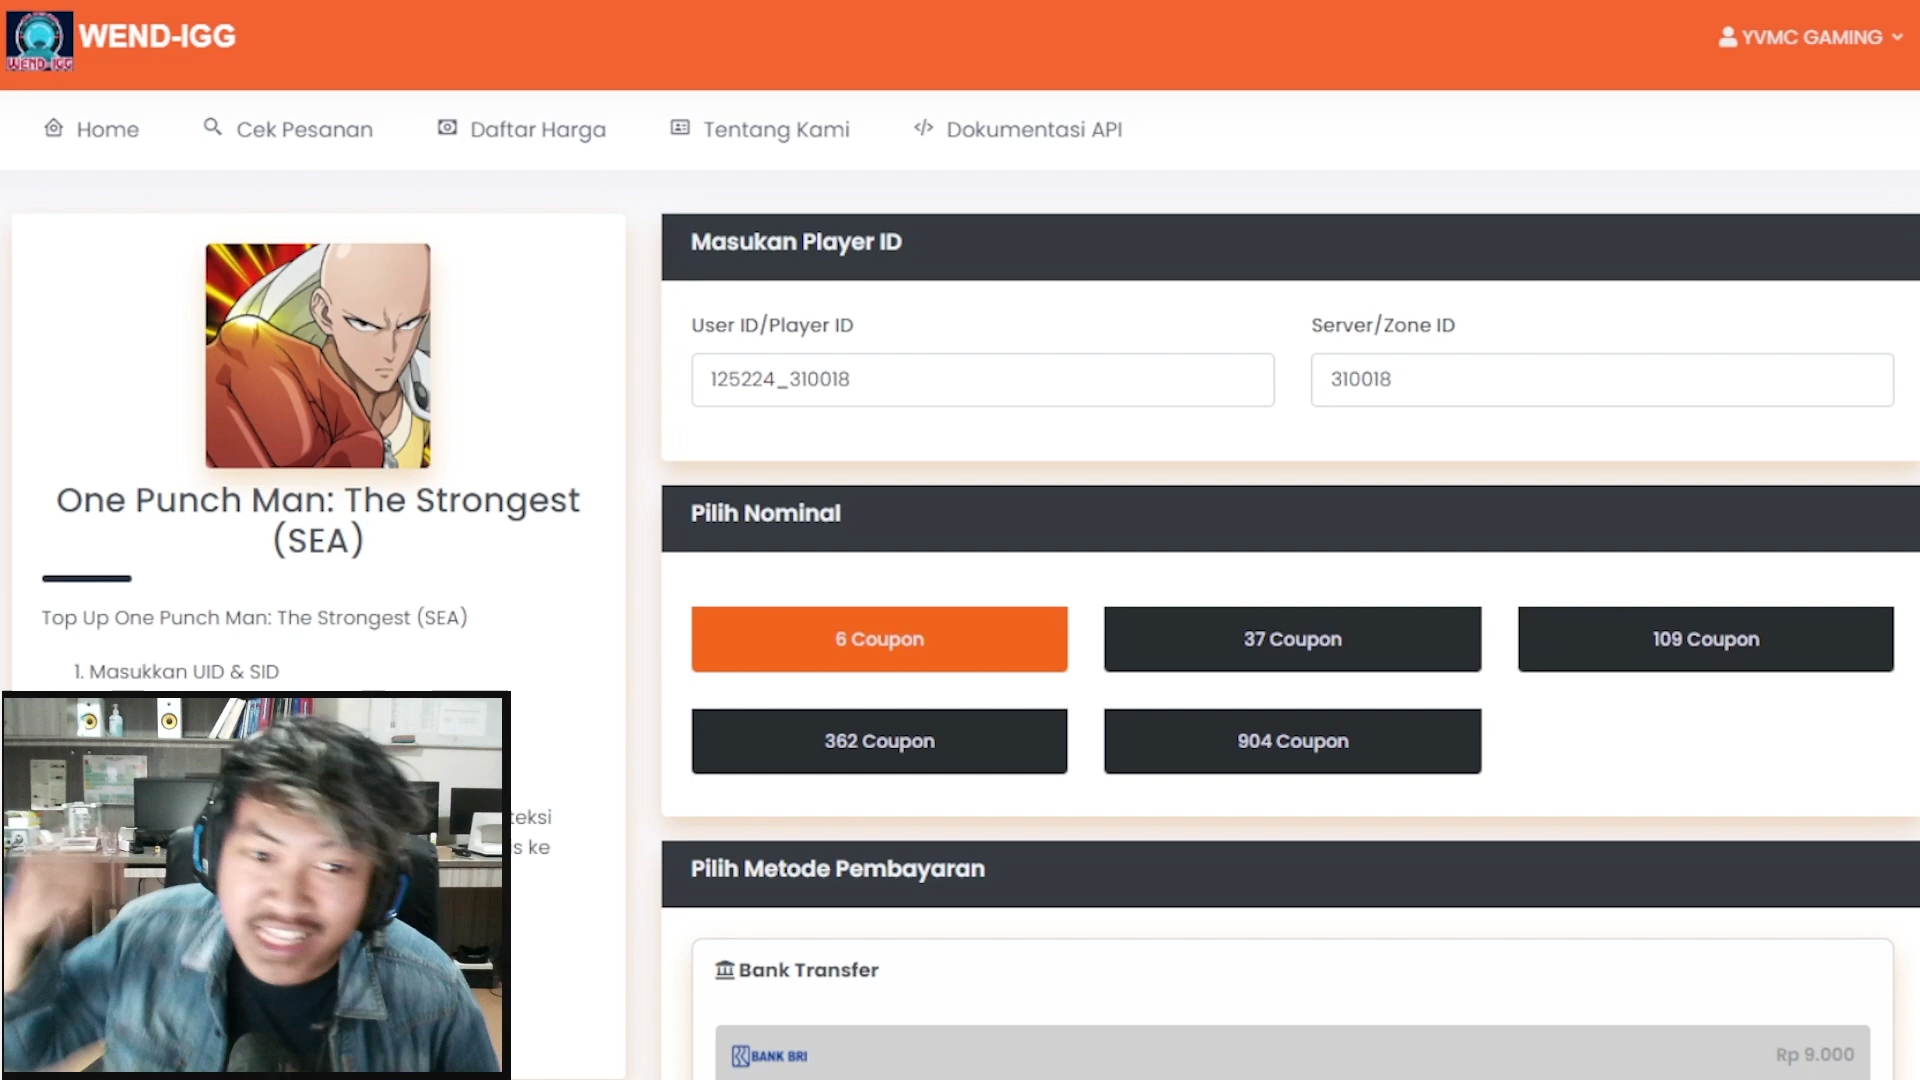 WEND-IGG
WEND-IGG
YVMC GAMING
Home
Cek Pesanan
Daftar Harga
Tentang Kami
Dokumentasi API
One Punch Man: The Strongest
(SEA)
Top Up One Punch Man: The Strongest (SEA)
1. Masukkan UID & SID
teksi
s ke
Masukan Player ID
User ID/Player ID
Server/Zone ID
125224_310018
310018
Pilih Nominal
6 Coupon
37 Coupon
109 Coupon
362 Coupon
904 Coupon
Pilih Metode Pembayaran
Bank Transfer
BANK BRI
Rp 9.000